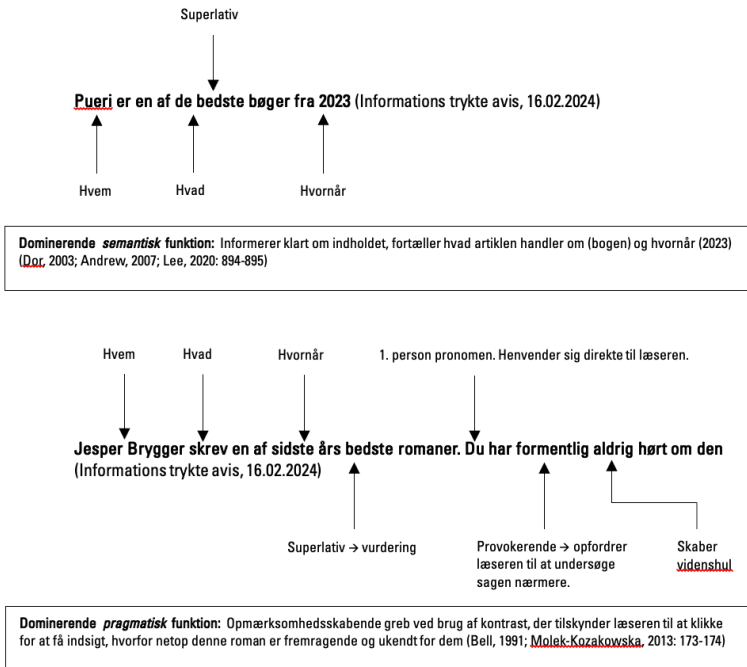 Superlativ
Pueri er en af de bedste bøger fra 2023 (Informations trykte avis, 16.02.2024)
Hvem
Hvad
Hvornår
Dominerende semantisk funktion: Informerer klart om indholdet, fortæller hvad artiklen handler om (bogen) og hvornår (2023)
(Dor, 2003; Andrew, 2007; Lee, 2020: 894-895)
Hvem
Hvad
Hvornår
1. person pronomen. Henvender sig direkte til læseren.
Jesper Brygger skrev en af sidste års bedste romaner. Du har formentlig aldrig hørt om den
(Informations trykte avis, 16.02.2024)
Superlativ → vurdering
Provokerende → opfordrer
læseren til at undersøge
sagen nærmere.
Skaber
videnshul
Dominerende pragmatisk funktion: Opmærksomhedsskabende greb ved brug af kontrast, der tilskynder læseren til at klikke
for at få indsigt, hvorfor netop denne roman er fremragende og ukendt for dem (Bell, 1991; Molek-Kozakowska, 2013: 173-174)